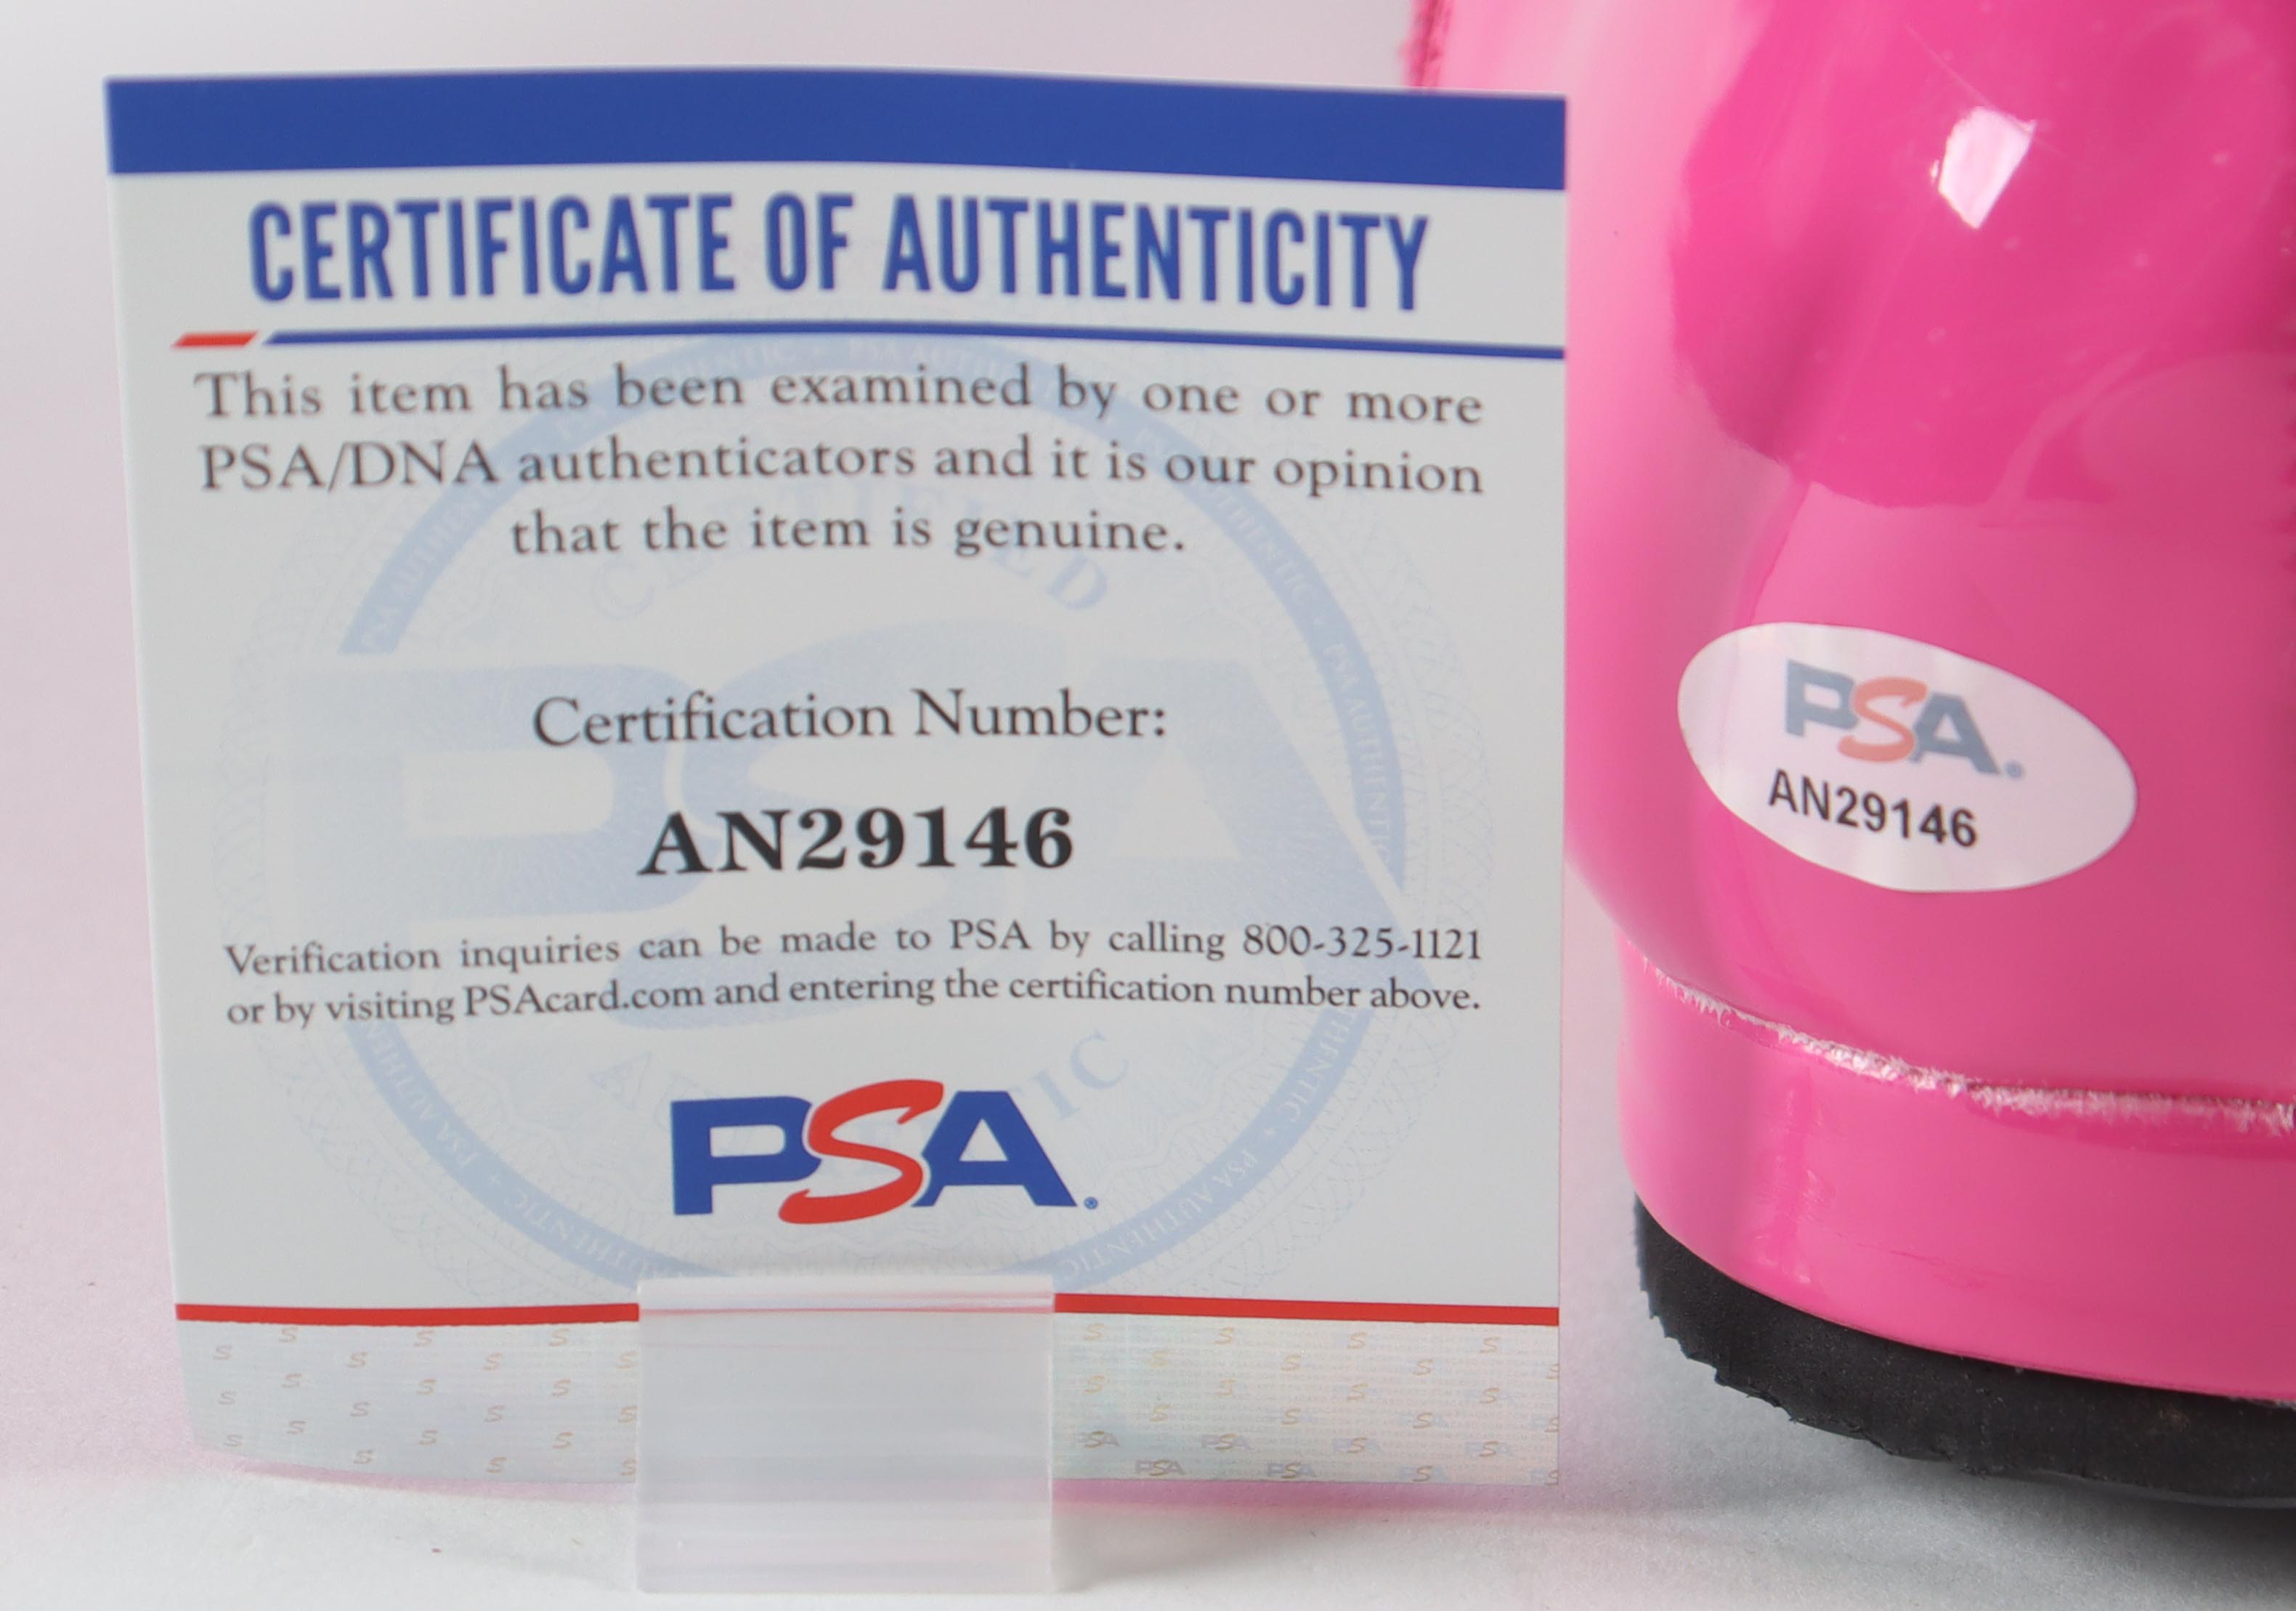 CERTIFICATE OF AUTHENTICITY
This item has been examined by one or more
PSA/DNA authenticators and it is our opinion
that the item is genuine.
Certification Number:
AN29146
Verification inquiries can be made to PSA by calling 800-325-1121
or by visiting PSAcard.com and entering the certification number above.
PSA®
PSA.
AN29146